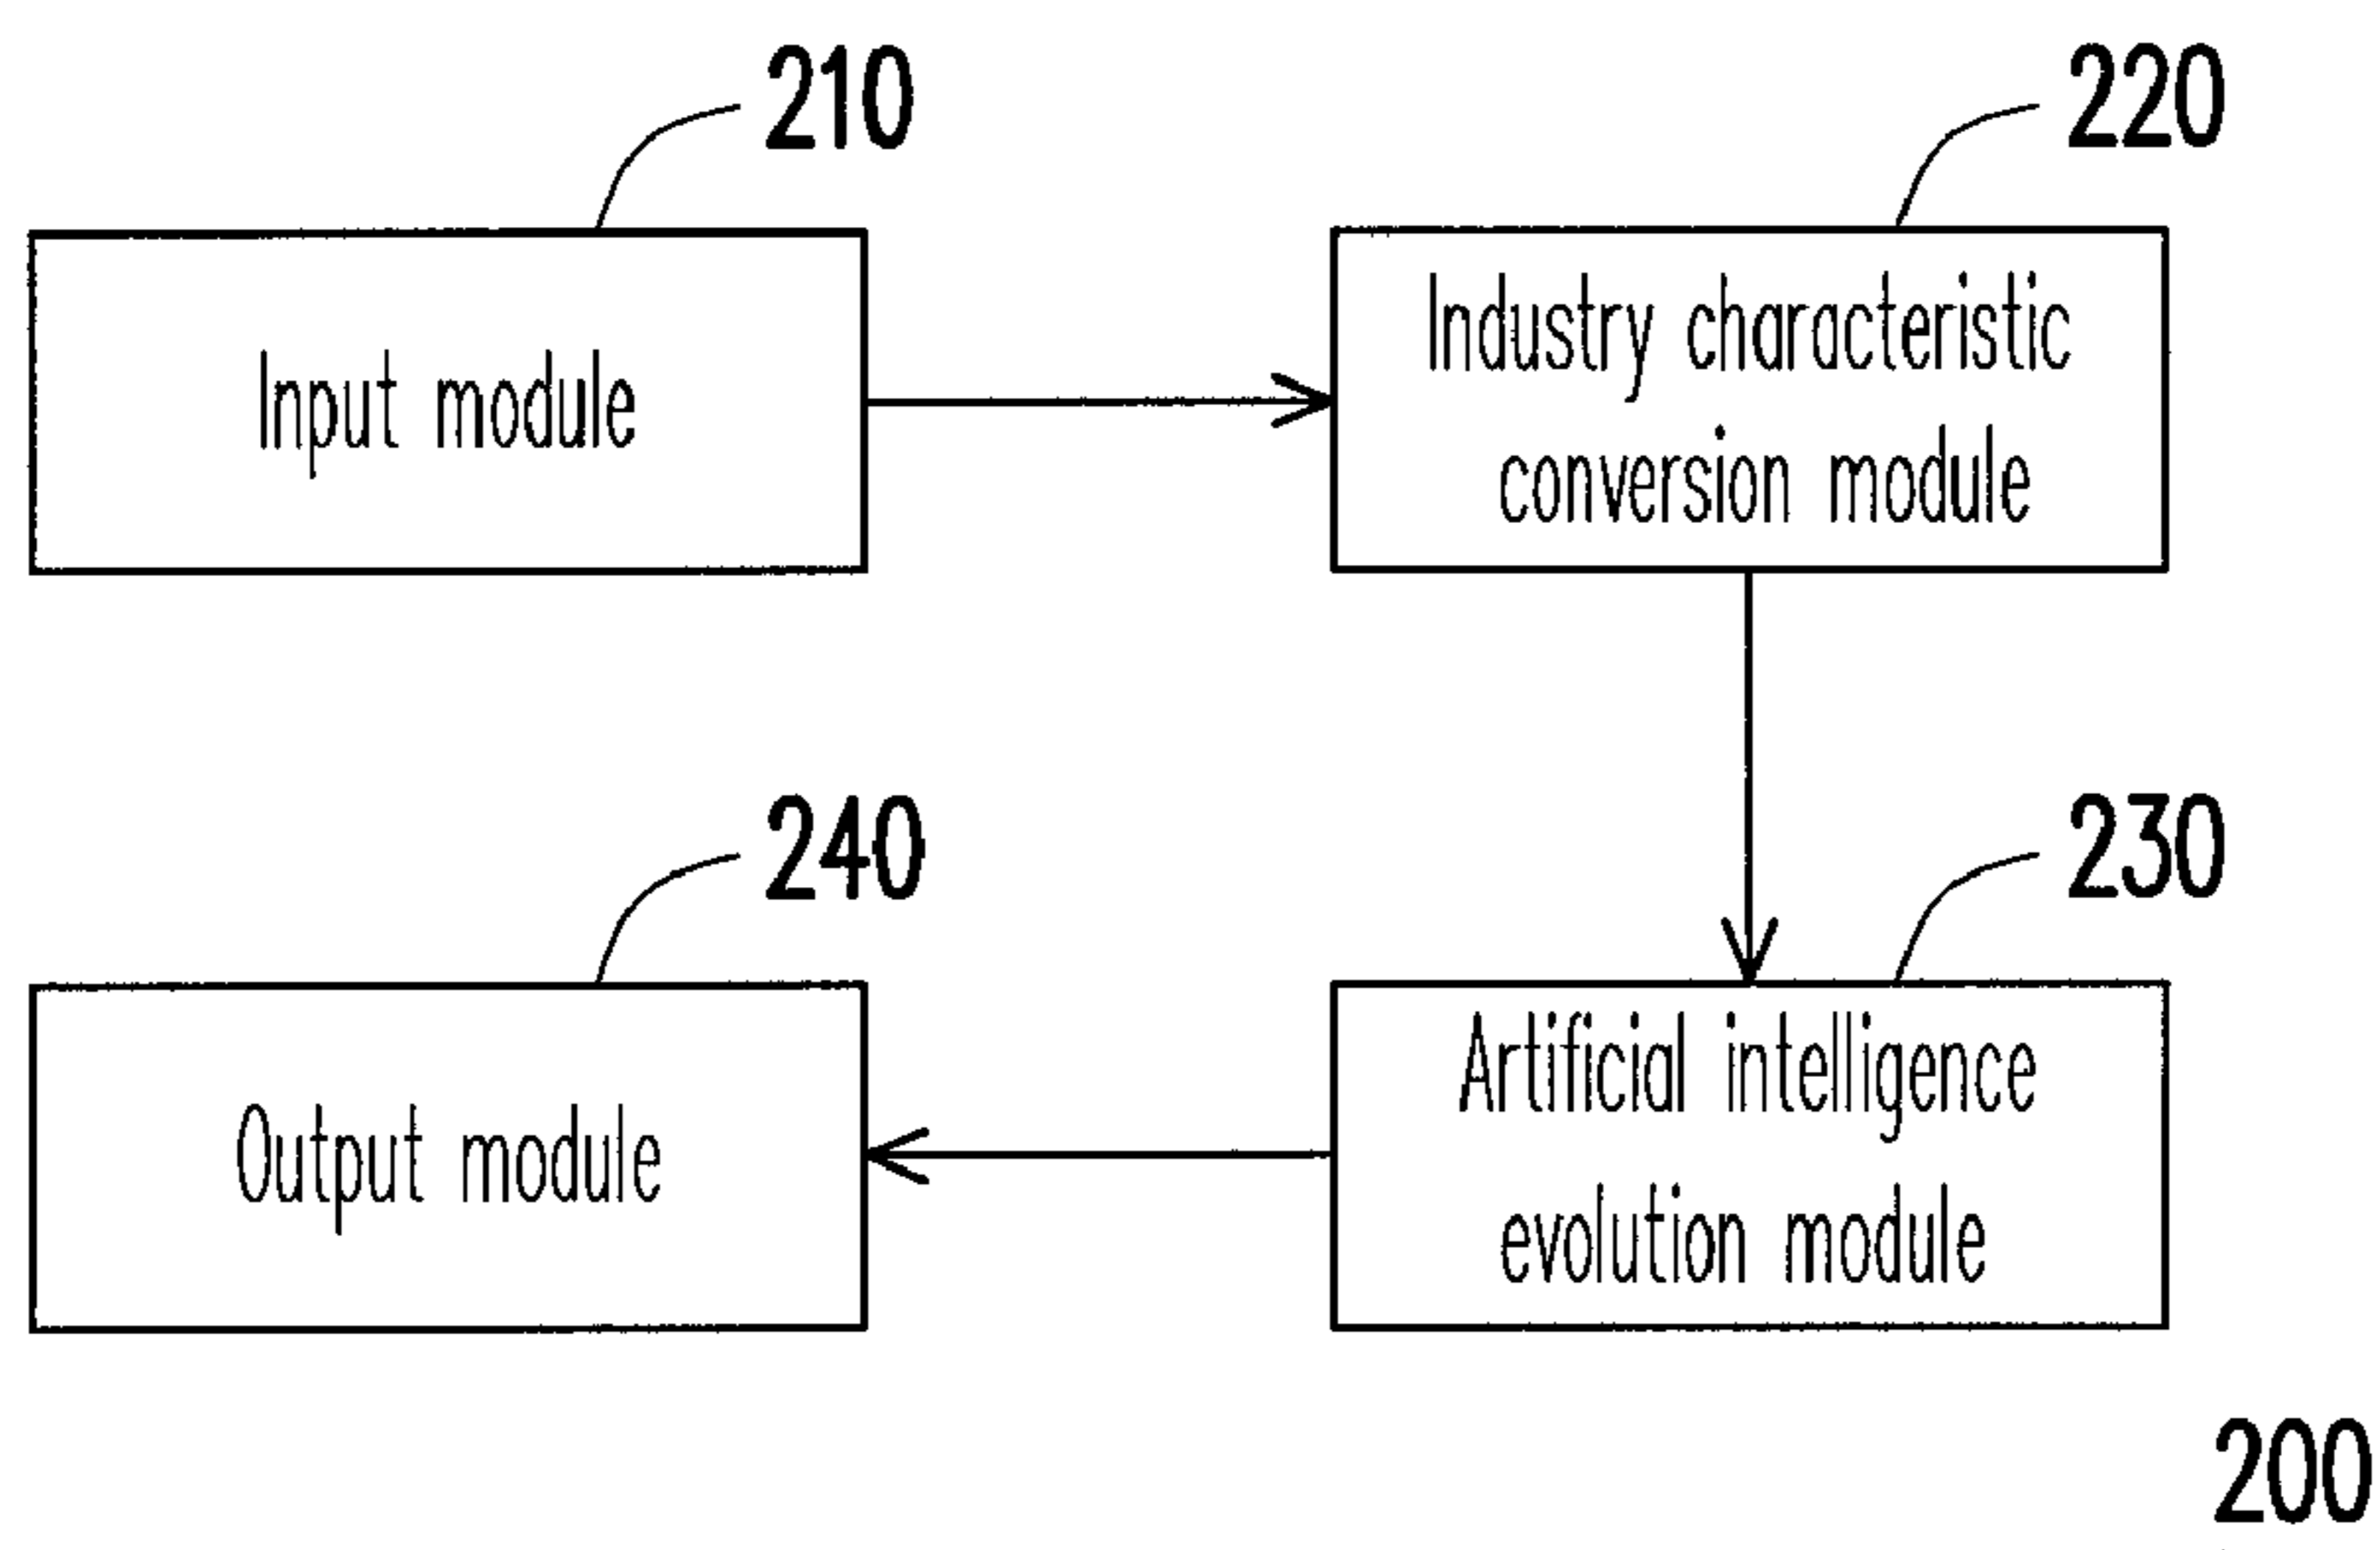 210
220
Input module
Industry characteristic
conversion module
240
230
Output module
Artificial intelligence
evolution module
200